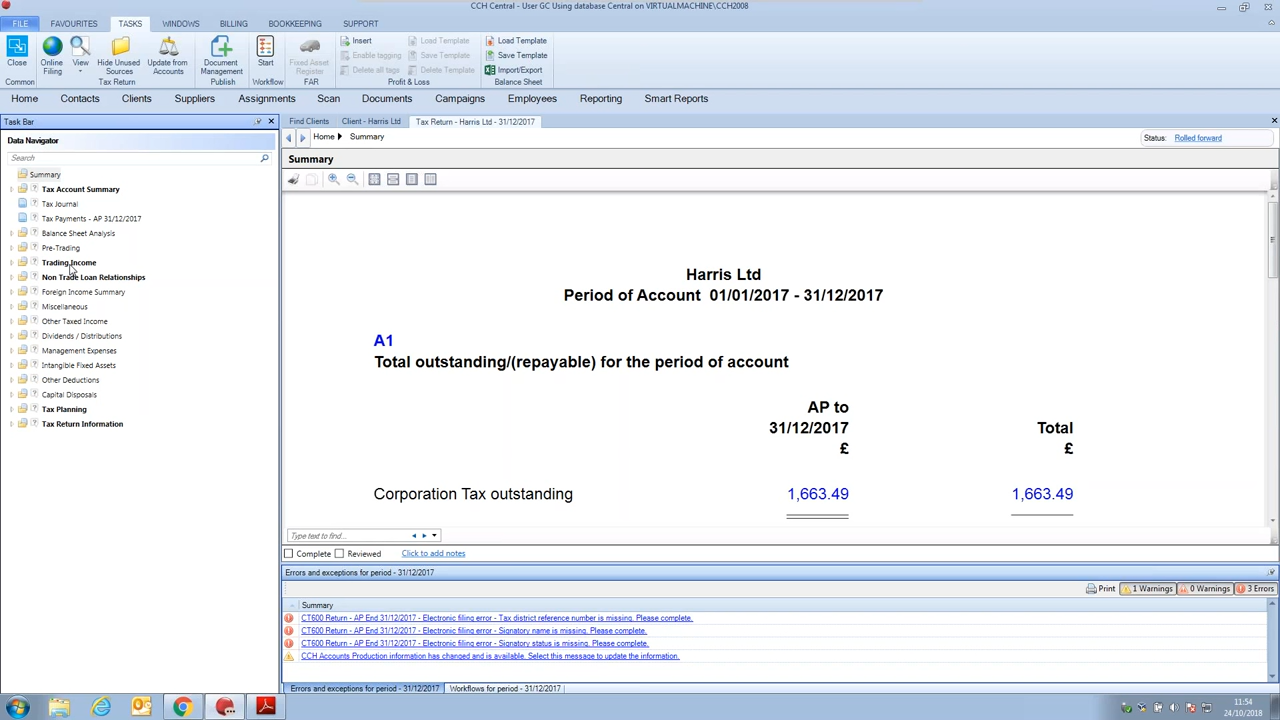 CCH Central - User GC Using database Central on VIRTUALMACHINE\CCH2008
FILE FAVOURITES TASKS WINDOWS BILLING BOOKKEEPING SUPPORT
Close
Online Filing
View
Hide Unused Sources
Update from Accounts
Document Management
Start
Fixed Asset Register
Insert
Enable tagging
Delete all tags
Load Template
Save Template
Delete Template
Load Template
Save Template
Import/Export
Common Tax Return Publish Workflow FAR Profit & Loss Balance Sheet
Home Contacts Clients Suppliers Assignments Scan Documents Campaigns Employees Reporting Smart Reports
Task Bar
Data Navigator
Search
Summary
Tax Account Summary
Tax Journal
Tax Payments - AP 31/12/2017
Balance Sheet Analysis
Pre-Trading
Trading Income
Non Trade Loan Relationships
Foreign Income Summary
Miscellaneous
Other Taxed Income
Dividends / Distributions
Management Expenses
Intangible Fixed Assets
Other Deductions
Capital Disposals
Tax Planning
Tax Return Information
Find Clients Client - Harris Ltd Tax Return - Harris Ltd - 31/12/2017
Home Summary
Status: Rolled forward
Summary
Harris Ltd
Period of Account 01/01/2017 - 31/12/2017
A1
Total outstanding/(repayable) for the period of account
AP to
31/12/2017 Total
£ £
Corporation Tax outstanding 1,663.49 1,663.49
Type text to find...
Complete Reviewed Click to add notes
Errors and exceptions for period - 31/12/2017
Print 1 Warnings 0 Warnings 3 Errors
Summary
CT600 Return - AP End 31/12/2017 - Electronic filing error - Tax district reference number is missing. Please complete.
CT600 Return - AP End 31/12/2017 - Electronic filing error - Signatory name is missing. Please complete.
CT600 Return - AP End 31/12/2017 - Electronic filing error - Signatory status is missing. Please complete.
CCH Accounts Production information has changed and is available. Select this message to update the information.
Errors and exceptions for period - 31/12/2017 Workflows for period - 31/12/2017
11:54
24/10/2018